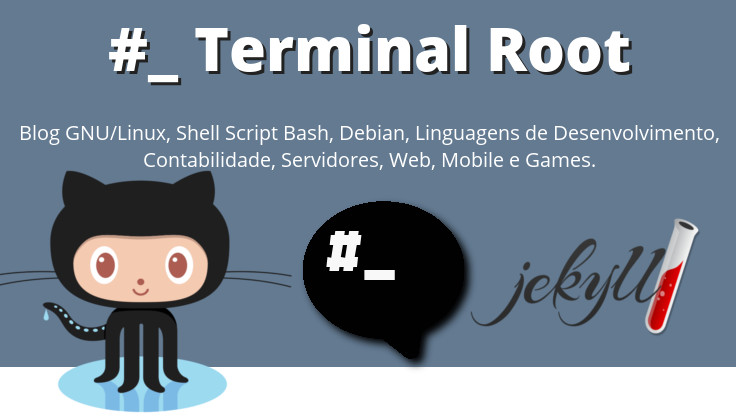 #_ Terminal Root
Blog GNU/Linux, Shell Script Bash, Debian, Linguagens de Desenvolvimento,
Contabilidade, Servidores, Web, Mobile e Games.
#_
jekyll